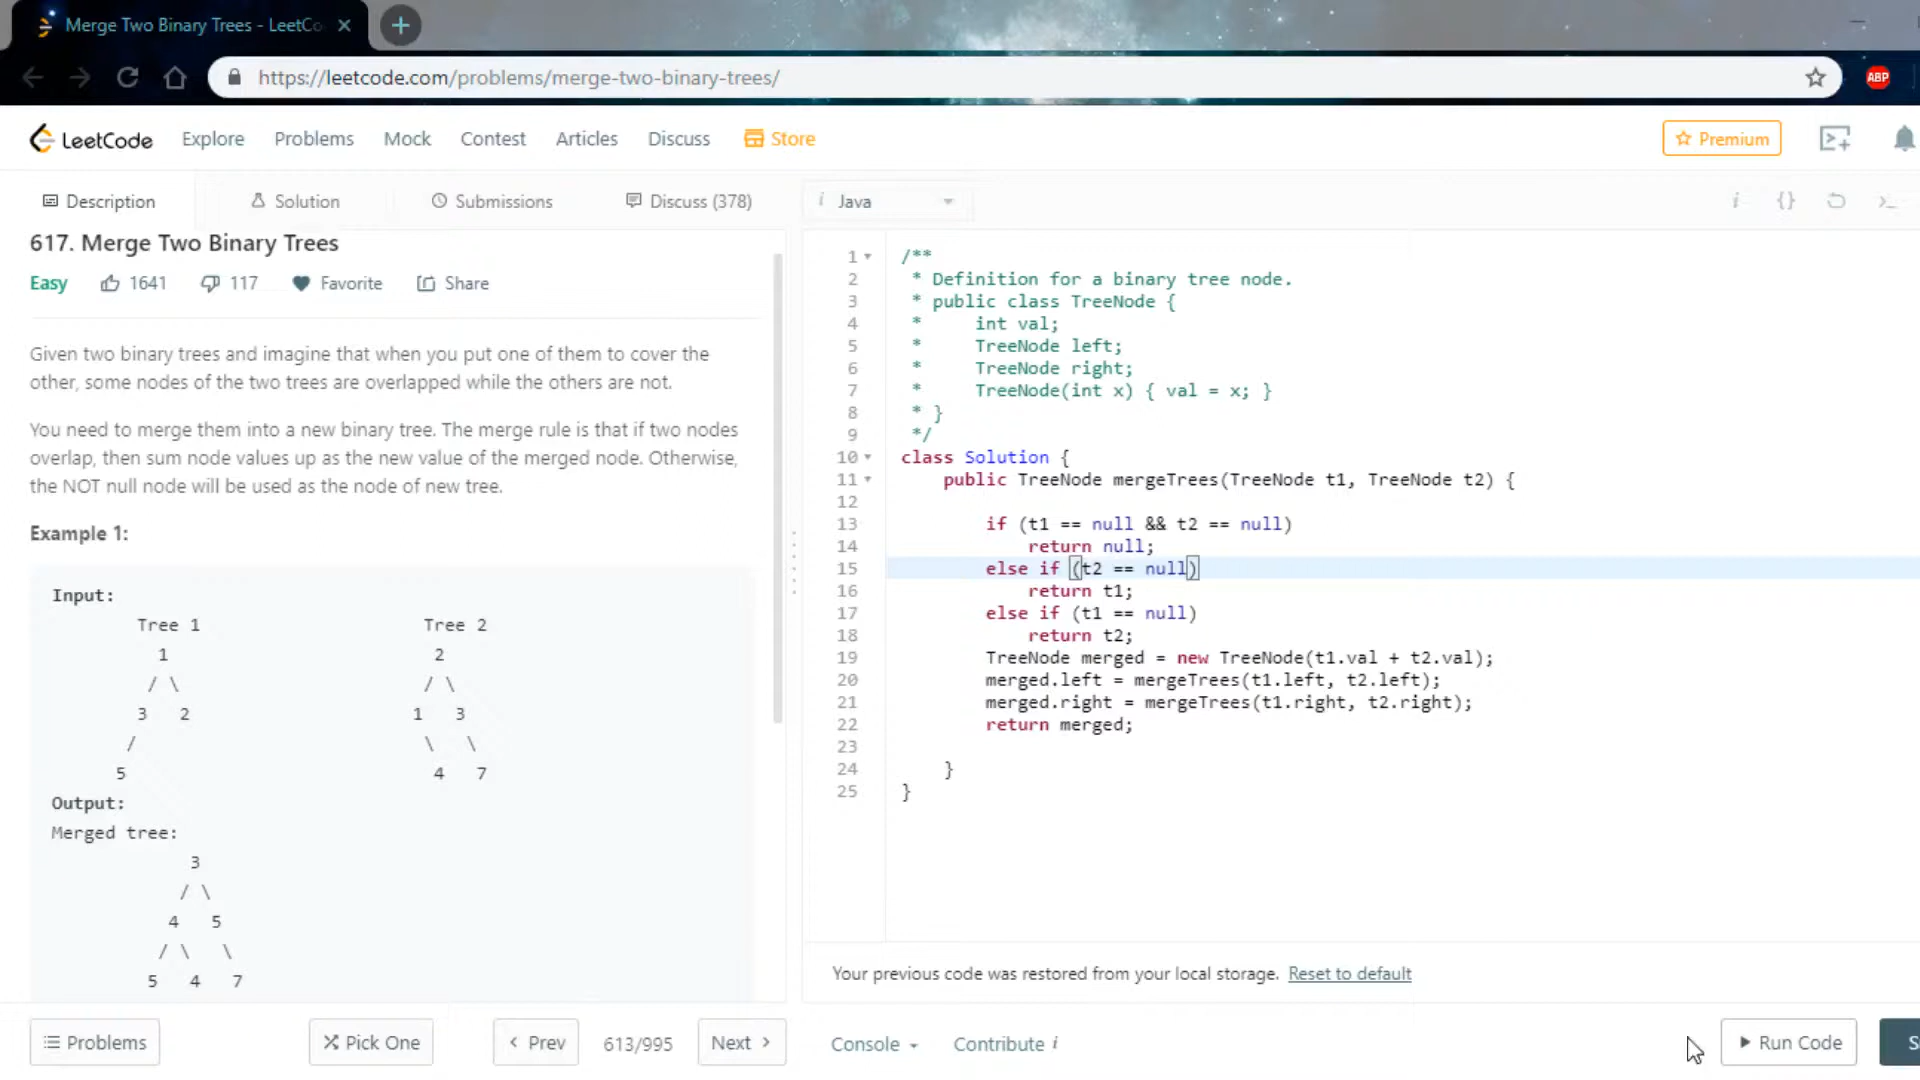 Merge Two Binary Trees - LeetCo
https://leetcode.com/problems/merge-two-binary-trees/
ABP
LeetCode Explore Problems Mock Contest Articles Discuss Store Premium
Description Solution Submissions Discuss (378)
i Java
i {} >_
617. Merge Two Binary Trees
Easy 1641 117 Favorite Share
Given two binary trees and imagine that when you put one of them to cover the
other, some nodes of the two trees are overlapped while the others are not.
You need to merge them into a new binary tree. The merge rule is that if two nodes
overlap, then sum node values up as the new value of the merged node. Otherwise,
the NOT null node will be used as the node of new tree.
Example 1:
Input:
Tree 1 Tree 2
1 2
/ \ / \
3 2 1 3
/ \ \
5 4 7
Output:
Merged tree:
3
/ \
4 5
/ \ \
5 4 7
1 /**
2 * Definition for a binary tree node.
3 * public class TreeNode {
4 * int val;
5 * TreeNode left;
6 * TreeNode right;
7 * TreeNode(int x) { val = x; }
8 * }
9 */
10 class Solution {
11 public TreeNode mergeTrees(TreeNode t1, TreeNode t2) {
12
13 if (t1 == null && t2 == null)
14 return null;
15 else if (t2 == null)
16 return t1;
17 else if (t1 == null)
18 return t2;
19 TreeNode merged = new TreeNode(t1.val + t2.val);
20 merged.left = mergeTrees(t1.left, t2.left);
21 merged.right = mergeTrees(t1.right, t2.right);
22 return merged;
23
24 }
25 }
Your previous code was restored from your local storage. Reset to default
Problems Pick One < Prev 613/995 Next > Console Contribute i Run Code